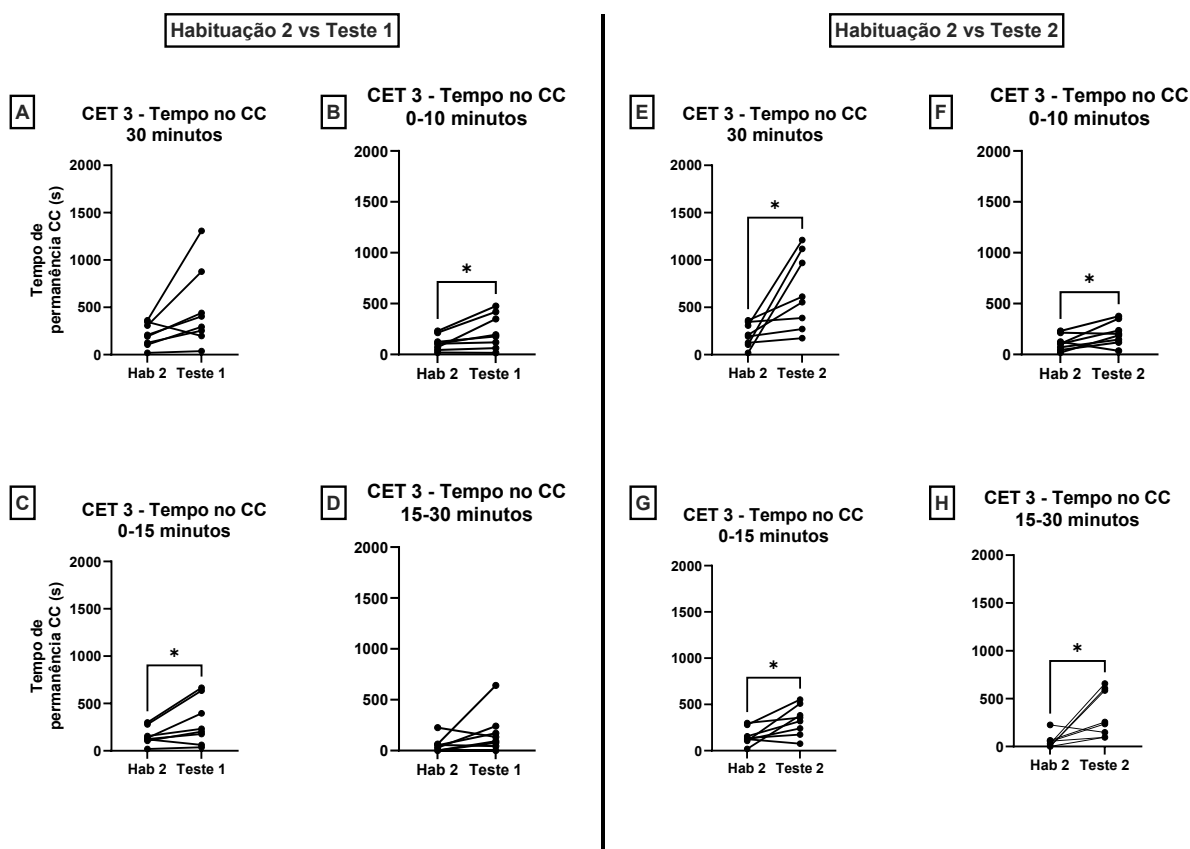 Habituação 2 vs Teste 1
A
CET 3 - Tempo no CC
30 minutos
Tempo de
permanência CC (s)
2000
1500
1000
500
0
Hab 2 Teste 1
B
CET 3 - Tempo no CC
0-10 minutos
2000
1500
1000
500
0
*
Hab 2 Teste 1
C
CET 3 - Tempo no CC
0-15 minutos
Tempo de
permanência CC (s)
2000
1500
1000
500
0
*
Hab 2 Teste 1
D
CET 3 - Tempo no CC
15-30 minutos
2000
1500
1000
500
0
Hab 2 Teste 1
Habituação 2 vs Teste 2
E
CET 3 - Tempo no CC
30 minutos
2000
1500
1000
500
0
*
Hab 2 Teste 2
F
CET 3 - Tempo no CC
0-10 minutos
2000
1500
1000
500
0
*
Hab 2 Teste 2
G
CET 3 - Tempo no CC
0-15 minutos
2000
1500
1000
500
0
*
Hab 2 Teste 2
H
CET 3 - Tempo no CC
15-30 minutos
2000
1500
1000
500
0
*
Hab 2 Teste 2